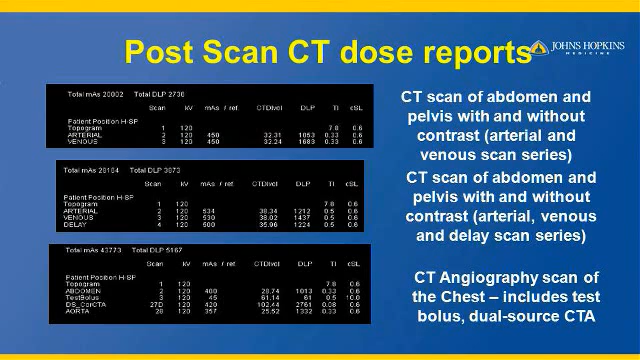 Post Scan CT dose reports
JOHNS HOPKINS
MEDICINE
Total mAs 20002 Total DLP 2736
Scan kV mAs / ref. CTDIvol DLP TI cSL
Patient Position H-SP
Topogram 1 120 7.8 0.6
ARTERIAL 2 120 450 32.31 1053 0.33 0.6
VENOUS 3 120 450 32.24 1683 0.33 0.6
CT scan of abdomen and
pelvis with and without
contrast (arterial and
venous scan series)
Total mAs 26164 Total DLP 3873
Scan kV mAs / ref. CTDIvol DLP TI cSL
Patient Position H-SP
Topogram 1 120 7.8 0.6
ARTERIAL 2 120 534 38.34 1212 0.5 0.6
VENOUS 3 120 530 38.02 1437 0.5 0.6
DELAY 4 120 500 35.96 1224 0.5 0.6
CT scan of abdomen and
pelvis with and without
contrast (arterial, venous
and delay scan series)
Total mAs 43773 Total DLP 5167
Scan kV mAs / ref. CTDIvol DLP TI cSL
Patient Position H-SP
Topogram 1 120 7.8 0.6
ABDOMEN 2 120 400 28.74 1013 0.33 0.6
TestBolus 3 120 45 61.14 61 0.5 10.0
DS_CorCTA 27D 120 420 102.44 2761 0.08 0.6
AORTA 28 120 357 25.52 1332 0.33 0.6
CT Angiography scan of
the Chest – includes test
bolus, dual-source CTA